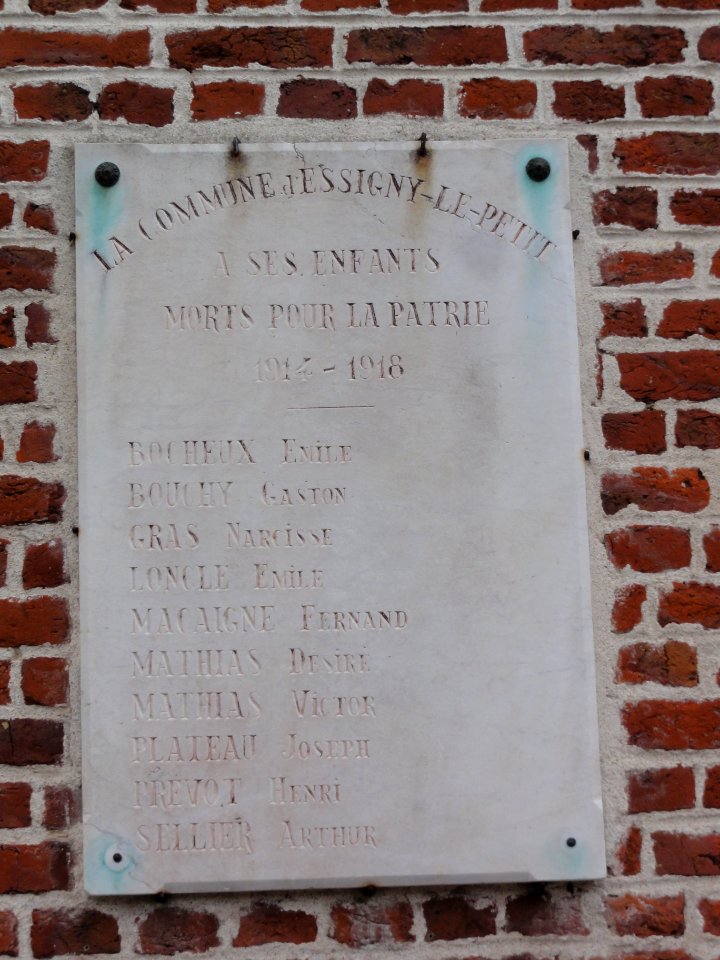 LA COMMUNE d'ESSIGNY-LE-PETIT
A SES ENFANTS
MORTS POUR LA PATRIE
1914 - 1918
BOCHEUX EMILE
BOUCHY GASTON
GRAS NARCISSE
LONCLE EMILE
MACAIGNE FERNAND
MATHIAS DESIRÉ
MATHIAS VICTOR
PLATEAU JOSEPH
PREVOT HENRI
SELLIER ARTHUR